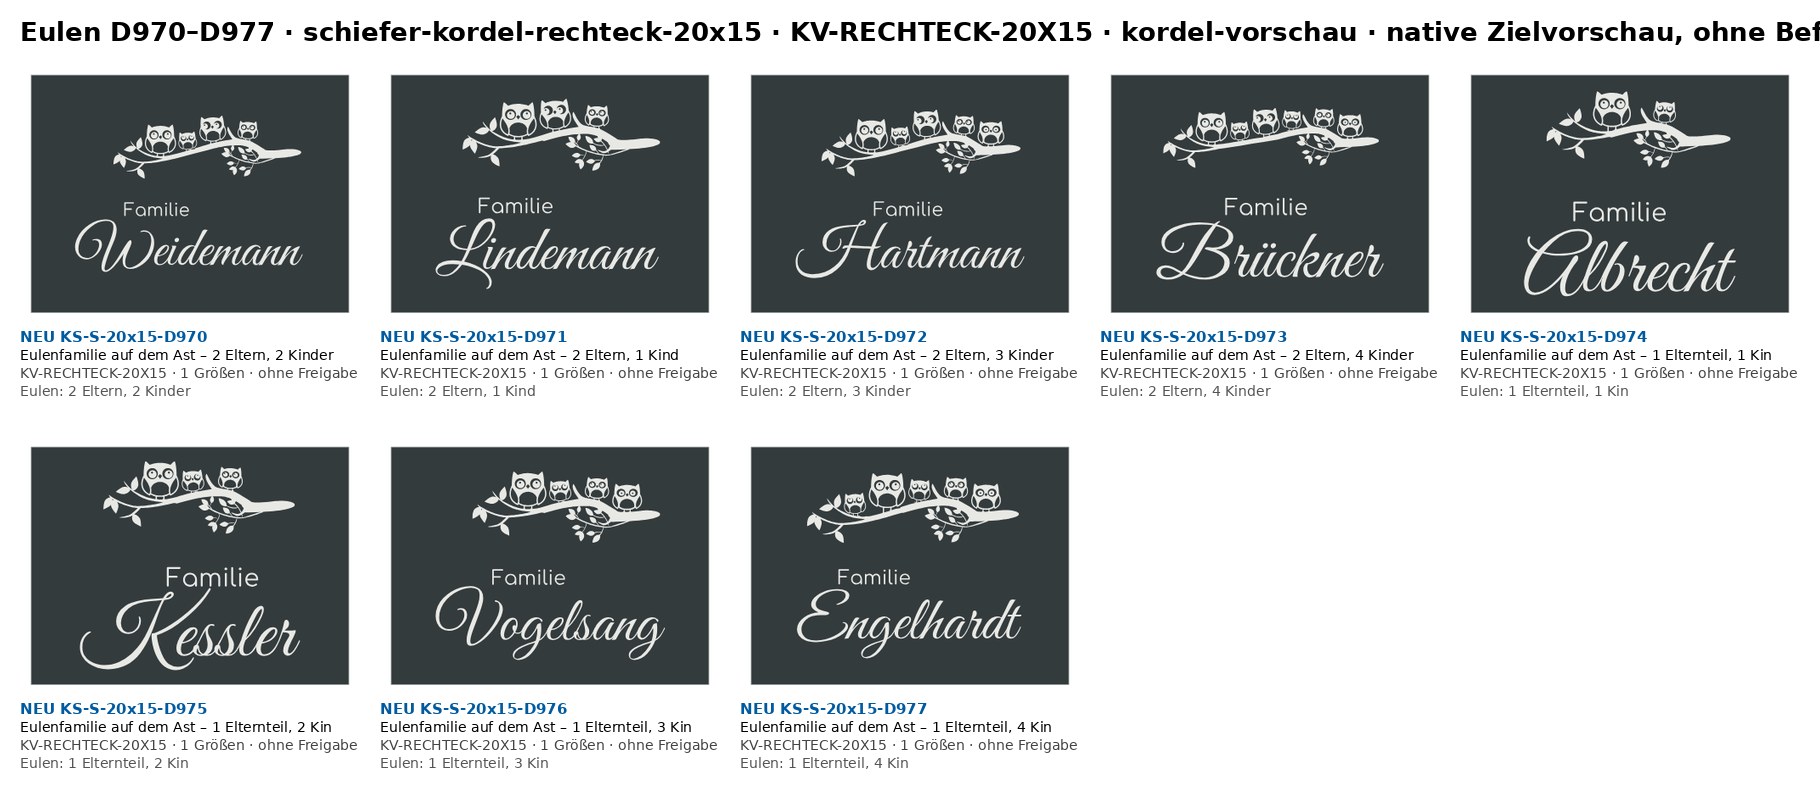 Eulen D970–D977 · schiefer-kordel-rechteck-20x15 · KV-RECHTECK-20X15 · kordel-vorschau · native Zielvorschau, ohne Bef
Familie
Weidemann
NEU KS-S-20x15-D970
Eulenfamilie auf dem Ast – 2 Eltern, 2 Kinder
KV-RECHTECK-20X15 · 1 Größen · ohne Freigabe
Eulen: 2 Eltern, 2 Kinder
Familie
Lindemann
NEU KS-S-20x15-D971
Eulenfamilie auf dem Ast – 2 Eltern, 1 Kind
KV-RECHTECK-20X15 · 1 Größen · ohne Freigabe
Eulen: 2 Eltern, 1 Kind
Familie
Hartmann
NEU KS-S-20x15-D972
Eulenfamilie auf dem Ast – 2 Eltern, 3 Kinder
KV-RECHTECK-20X15 · 1 Größen · ohne Freigabe
Eulen: 2 Eltern, 3 Kinder
Familie
Brückner
NEU KS-S-20x15-D973
Eulenfamilie auf dem Ast – 2 Eltern, 4 Kinder
KV-RECHTECK-20X15 · 1 Größen · ohne Freigabe
Eulen: 2 Eltern, 4 Kinder
Familie
Albrecht
NEU KS-S-20x15-D974
Eulenfamilie auf dem Ast – 1 Elternteil, 1 Kin
KV-RECHTECK-20X15 · 1 Größen · ohne Freigabe
Eulen: 1 Elternteil, 1 Kin
Familie
Kessler
NEU KS-S-20x15-D975
Eulenfamilie auf dem Ast – 1 Elternteil, 2 Kin
KV-RECHTECK-20X15 · 1 Größen · ohne Freigabe
Eulen: 1 Elternteil, 2 Kin
Familie
Vogelsang
NEU KS-S-20x15-D976
Eulenfamilie auf dem Ast – 1 Elternteil, 3 Kin
KV-RECHTECK-20X15 · 1 Größen · ohne Freigabe
Eulen: 1 Elternteil, 3 Kin
Familie
Engelhardt
NEU KS-S-20x15-D977
Eulenfamilie auf dem Ast – 1 Elternteil, 4 Kin
KV-RECHTECK-20X15 · 1 Größen · ohne Freigabe
Eulen: 1 Elternteil, 4 Kin